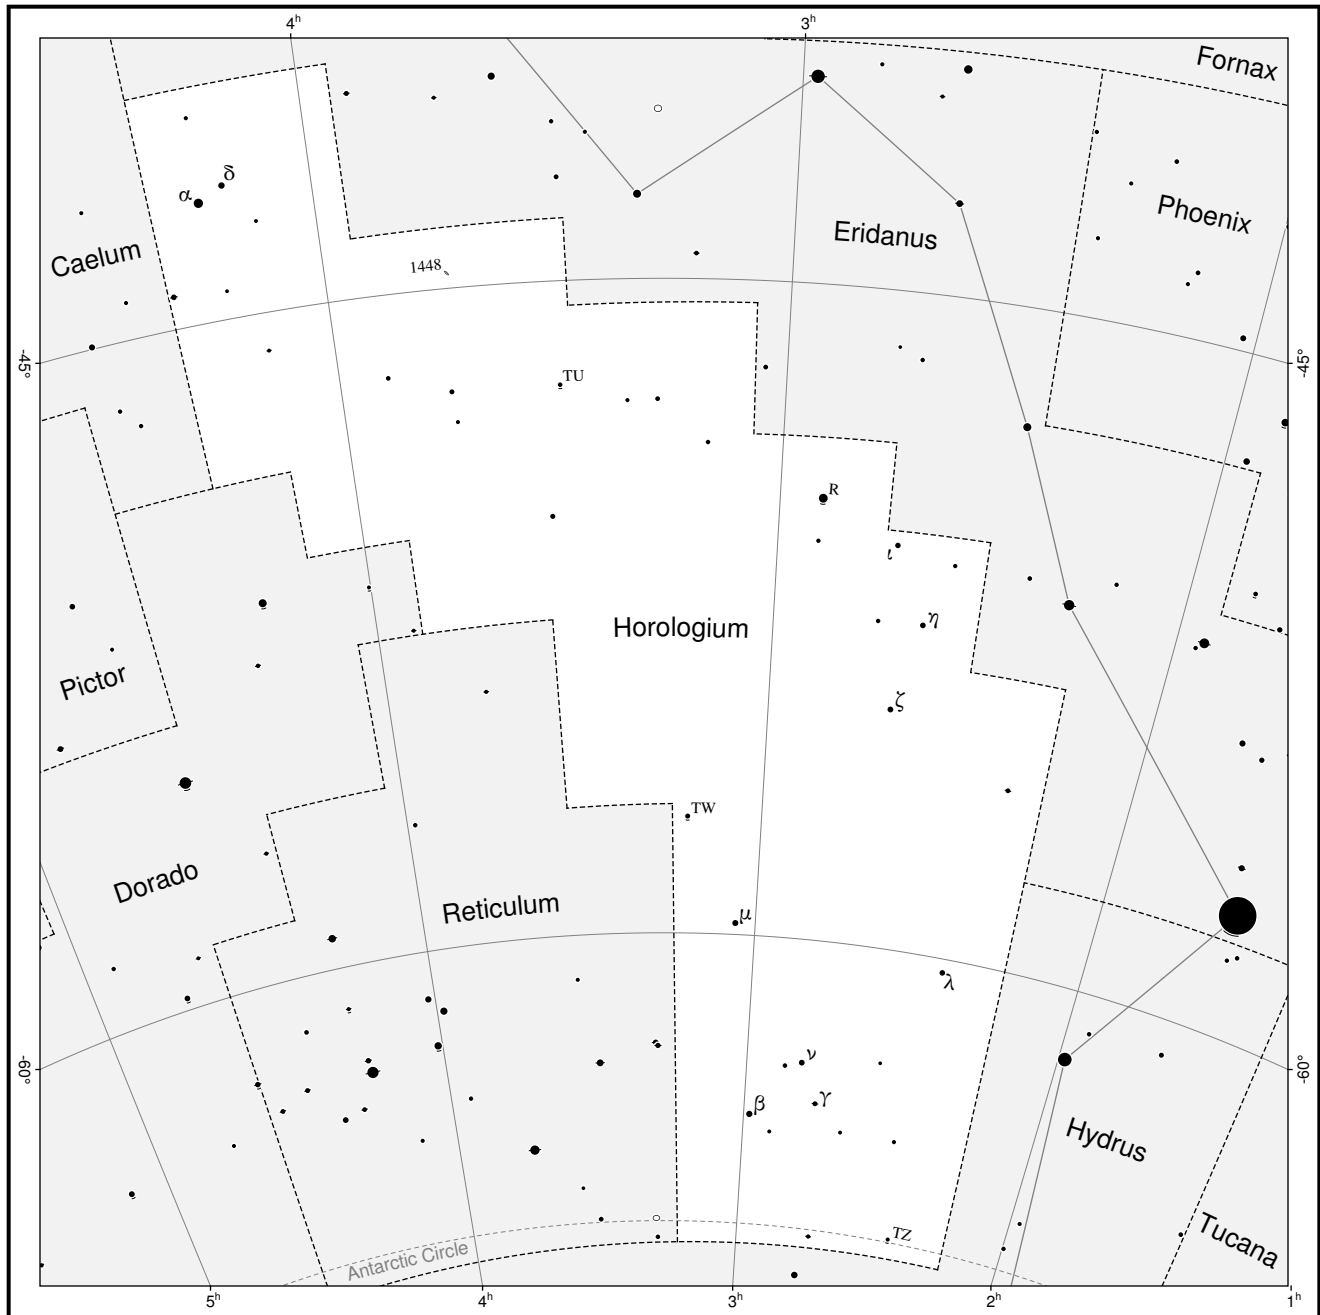 4h
3h
Fornax
δ
α
Phoenix
Eridanus
Caelum
1448
-45°
-45°
TU
R
ι
η
Horologium
Pictor
ζ
TW
Dorado
Reticulum
μ
λ
ν
-60°
-60°
β
γ
Hydrus
TZ
Tucana
Antarctic Circle
5h
4h
3h
2h
1h